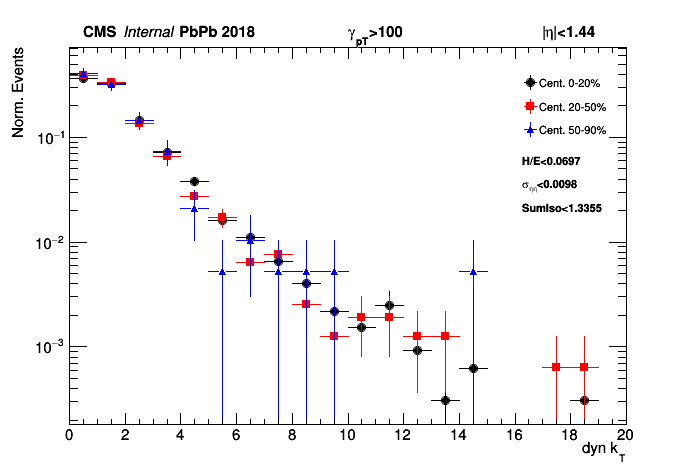 CMS Internal PbPb 2018 γpT>100 |η|<1.44
Norm. Events
Cent. 0-20%
Cent. 20-50%
Cent. 50-90%
H/E<0.0697
σηη<0.0098
SumIso<1.3355
10−1
10−2
10−3
0 2 4 6 8 10 12 14 16 18 20
dyn kT